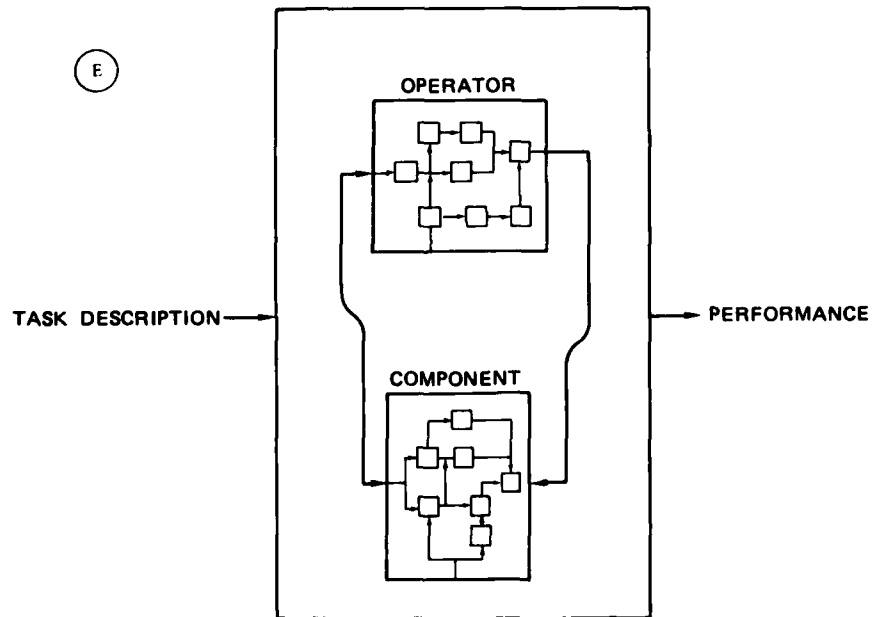 E
OPERATOR
TASK DESCRIPTION
PERFORMANCE
COMPONENT